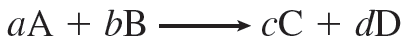 aA + bB ⟶ cC + dD